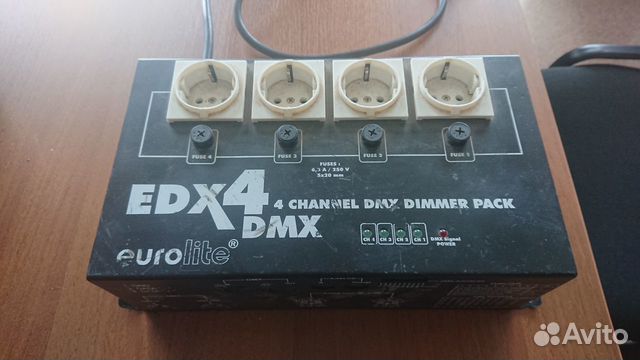 FUSE 4
FUSE 3
FUSE 2
FUSE 1
FUSES :
6,3 A / 250 V
5x20 mm
EDX4
DMX
4 CHANNEL DMX DIMMER PACK
CH 4 CH 3 CH 2 CH 1
DMX Signal
POWER
eurolite®
Avito